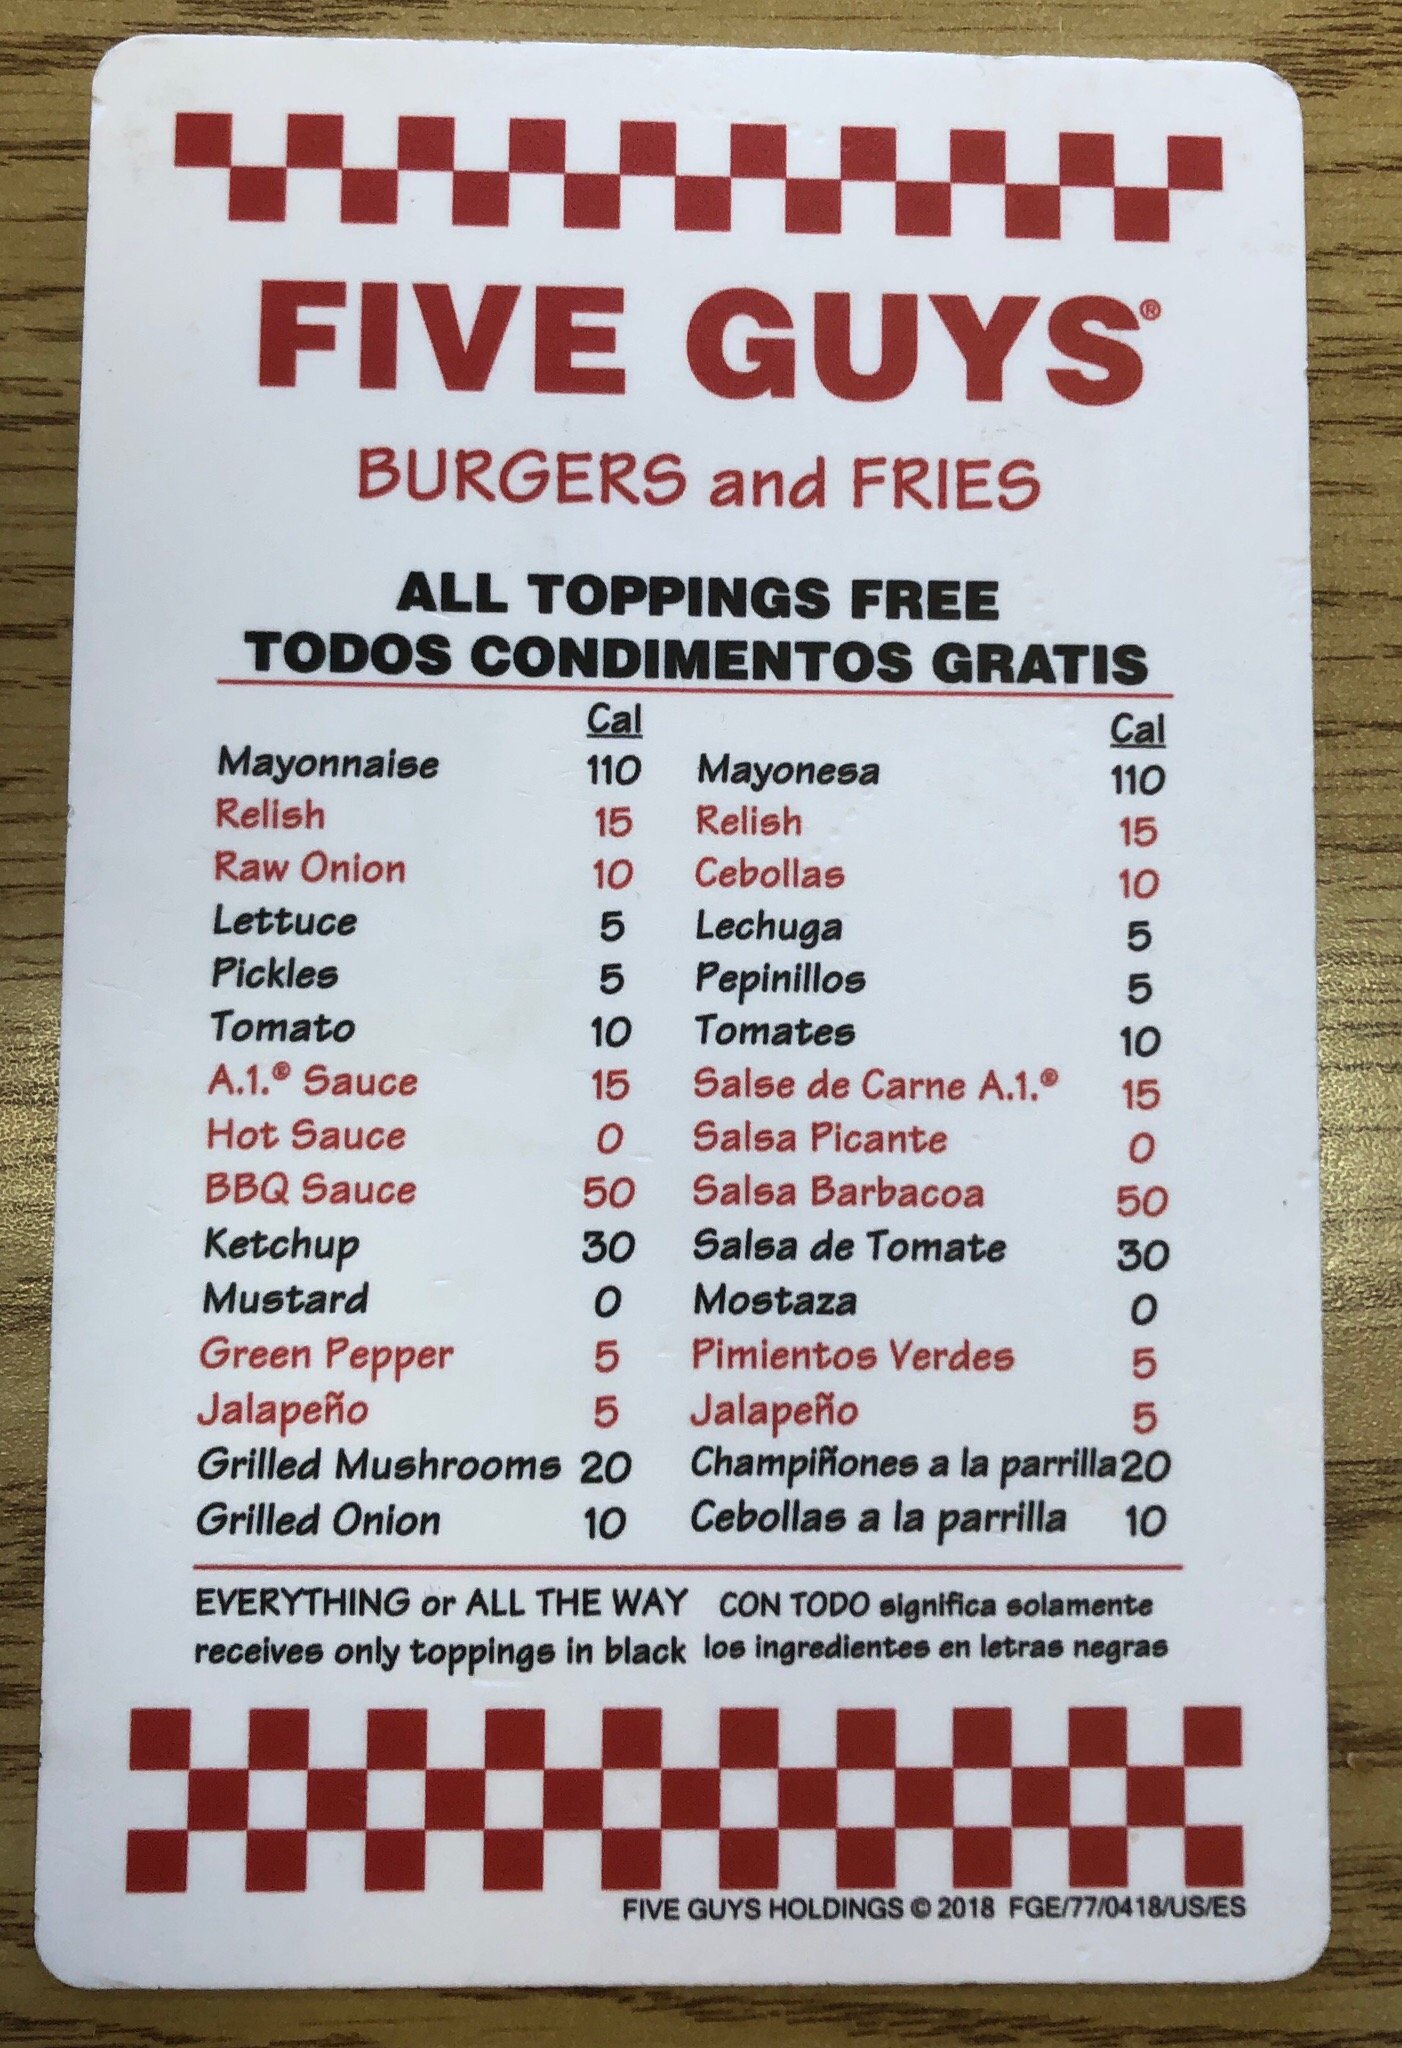 FIVE GUYS®
BURGERS and FRIES
ALL TOPPINGS FREE
TODOS CONDIMENTOS GRATIS
Cal Cal
Mayonnaise 110 Mayonesa 110
Relish 15 Relish 15
Raw Onion 10 Cebollas 10
Lettuce 5 Lechuga 5
Pickles 5 Pepinillos 5
Tomato 10 Tomates 10
A.1.® Sauce 15 Salse de Carne A.1.® 15
Hot Sauce 0 Salsa Picante 0
BBQ Sauce 50 Salsa Barbacoa 50
Ketchup 30 Salsa de Tomate 30
Mustard 0 Mostaza 0
Green Pepper 5 Pimientos Verdes 5
Jalapeño 5 Jalapeño 5
Grilled Mushrooms 20 Champiñones a la parrilla 20
Grilled Onion 10 Cebollas a la parrilla 10
EVERYTHING or ALL THE WAY CON TODO significa solamente
receives only toppings in black los ingredientes en letras negras
FIVE GUYS HOLDINGS © 2018 FGE/77/0418/US/ES